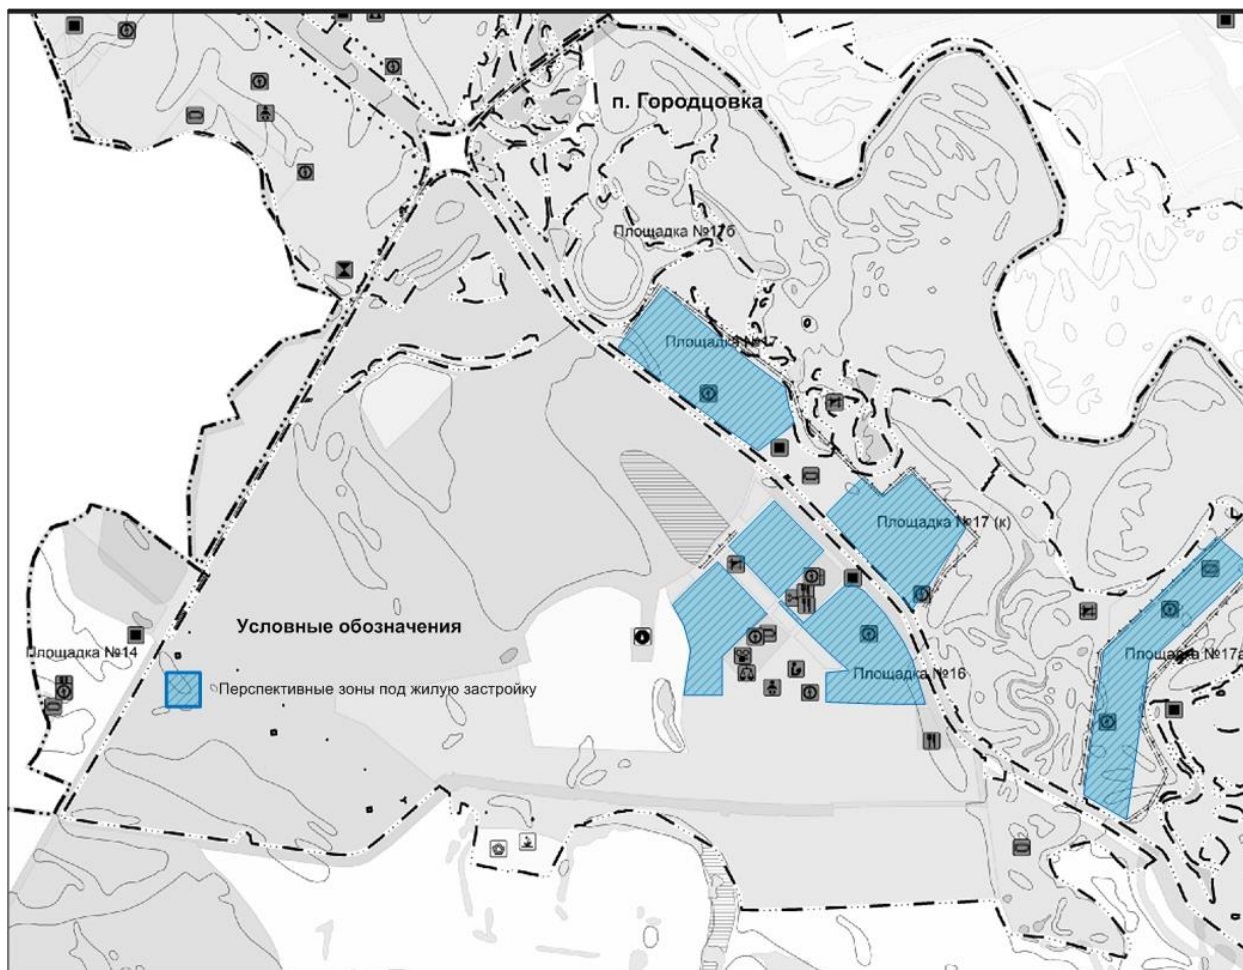 п. Городцовка
Площадка №17б
Площадка №17
Площадка №17 (к)
Условные обозначения
Площадка №14
Площадка №17а
Перспективные зоны под жилую застройку
Площадка №16